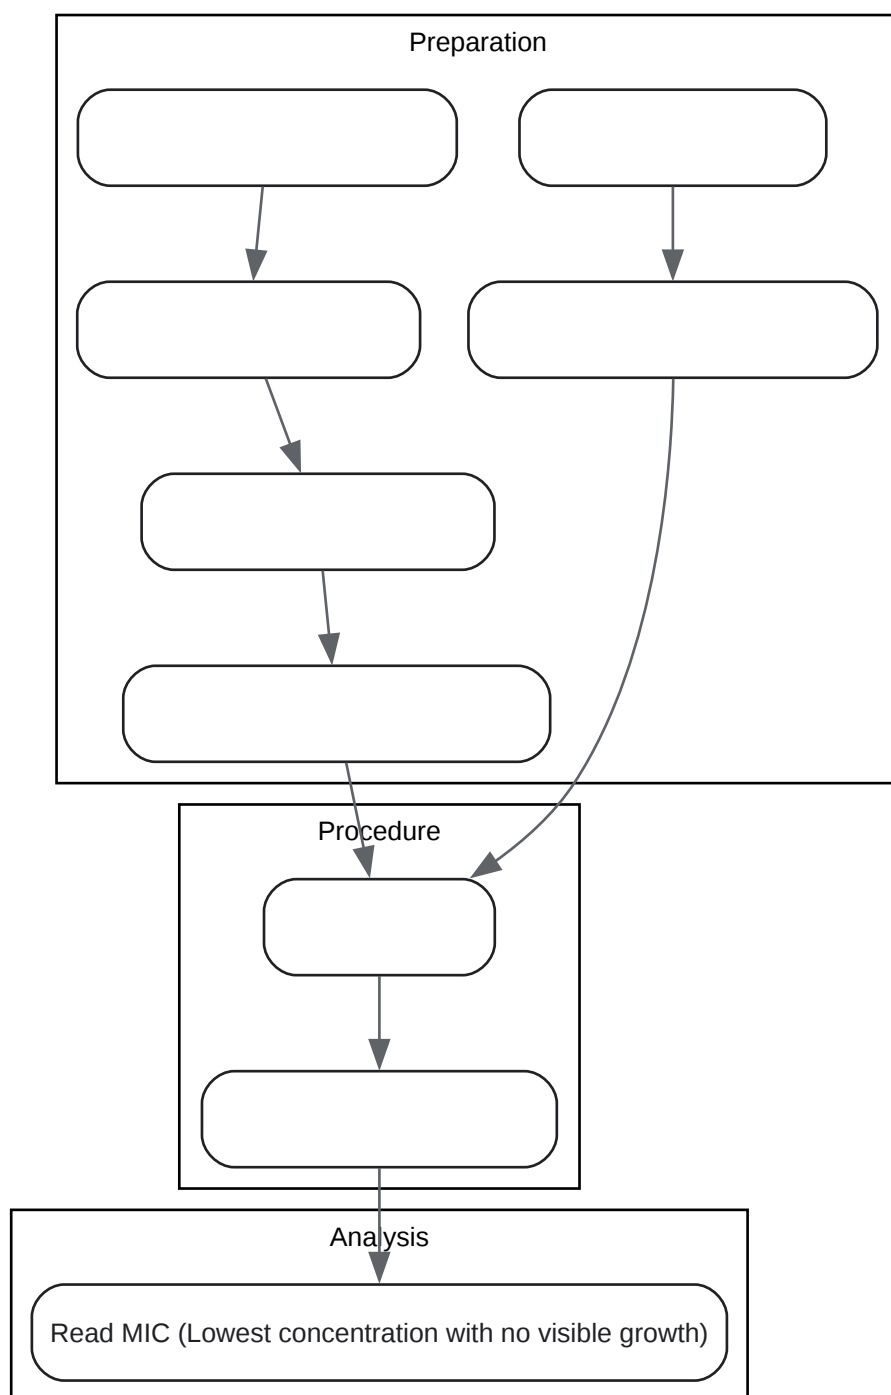 Preparation
Procedure
Analysis
Read MIC (Lowest concentration with no visible growth)